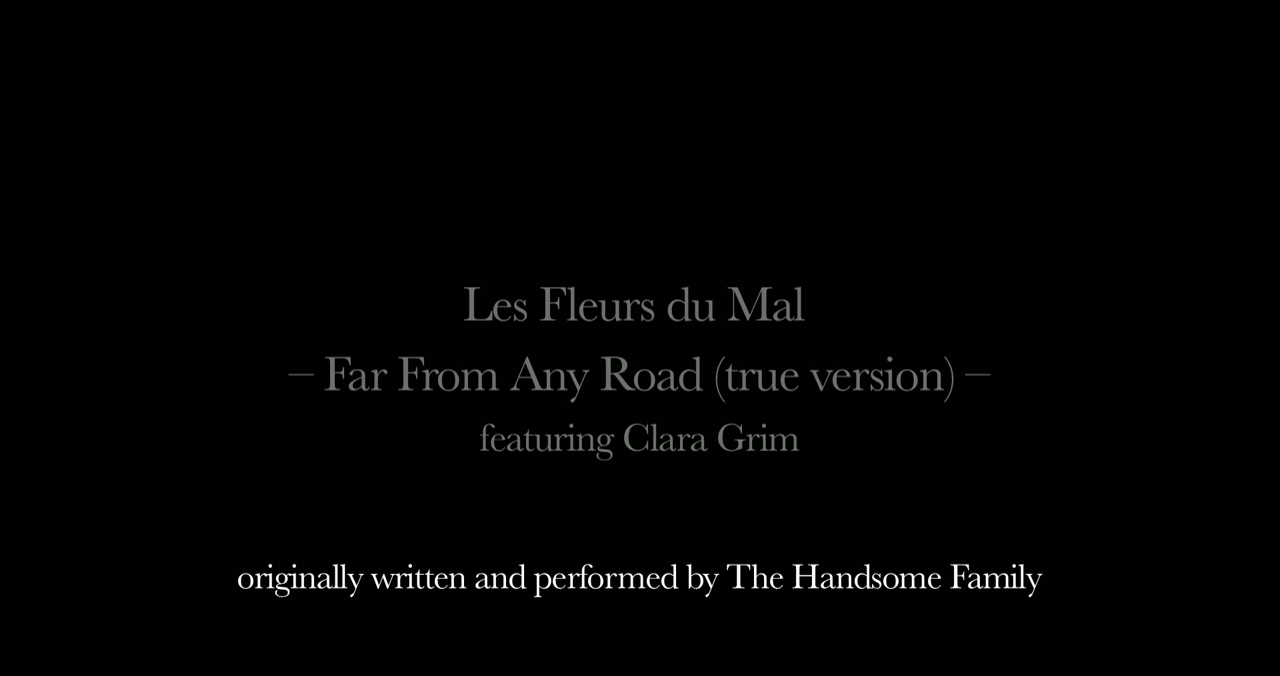 Les Fleurs du Mal
– Far From Any Road (true version) –
featuring Clara Grim
originally written and performed by The Handsome Family